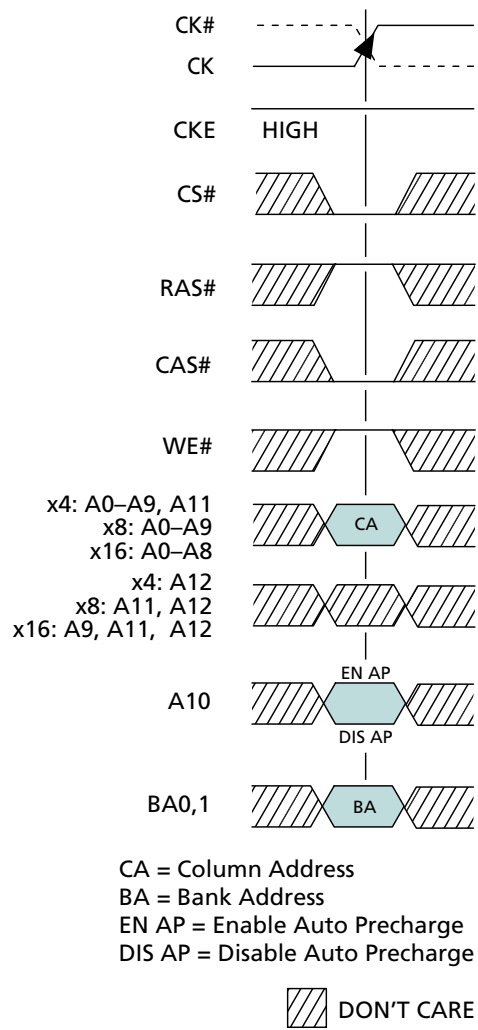 CK#
CK
CKE HIGH
CS#
RAS#
CAS#
WE#
x4: A0–A9, A11
x8: A0–A9
x16: A0–A8
CA
x4: A12
x8: A11, A12
x16: A9, A11, A12
EN AP
A10
DIS AP
BA0,1 BA
CA = Column Address
BA = Bank Address
EN AP = Enable Auto Precharge
DIS AP = Disable Auto Precharge
DON'T CARE